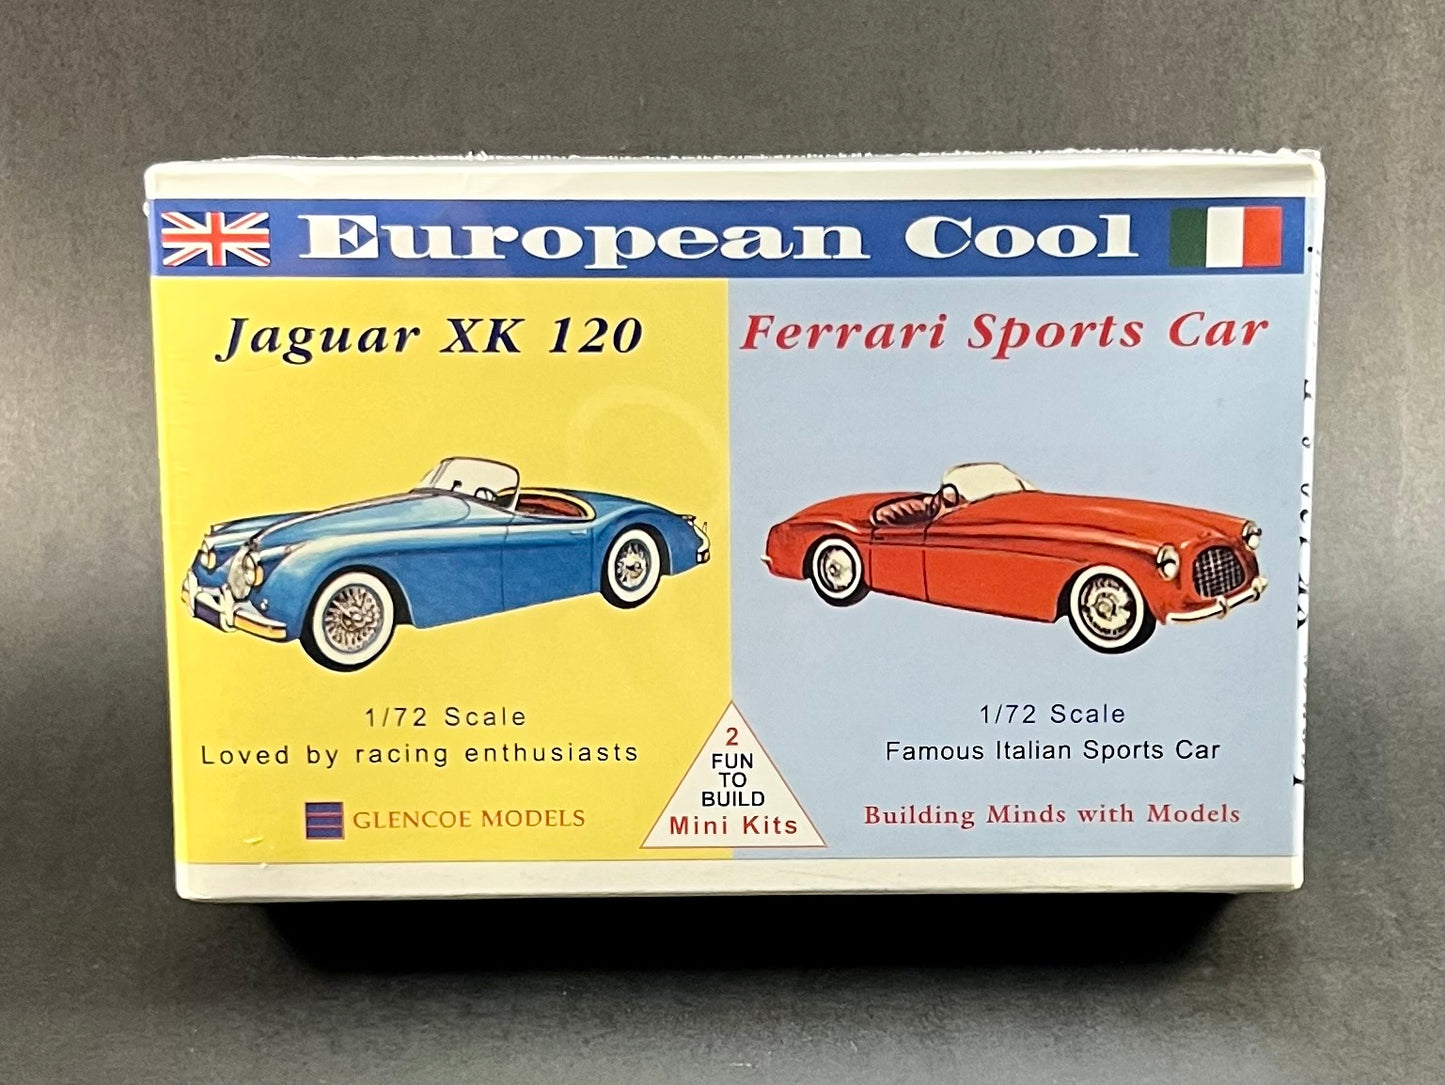 European Cool
Jaguar XK 120
Ferrari Sports Car
1/72 Scale
Loved by racing enthusiasts
1/72 Scale
Famous Italian Sports Car
2
FUN
TO
BUILD
Mini Kits
GLENCOE MODELS
Building Minds with Models